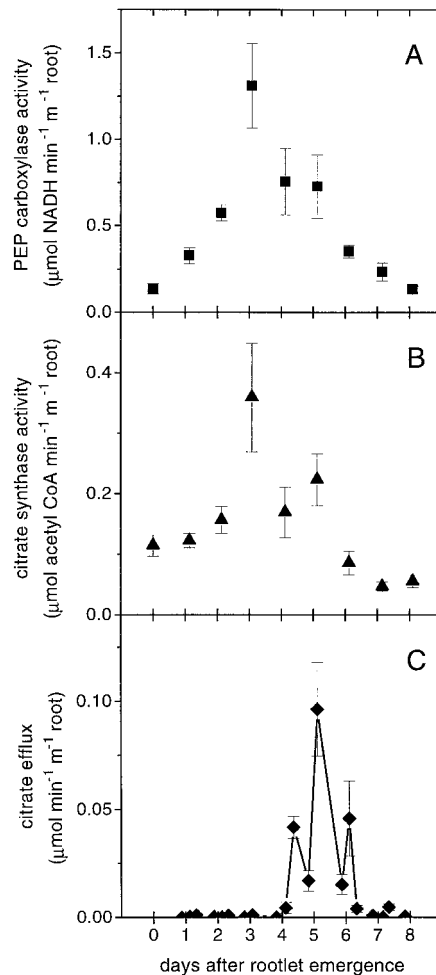 A
PEP carboxylase activity
(μmol NADH min⁻¹ m⁻¹ root)
1.5
1.0
0.5
0.0
B
citrate synthase activity
(μmol acetyl CoA min⁻¹ m⁻¹ root)
0.4
0.2
0.0
C
citrate efflux
(μmol min⁻¹ m⁻¹ root)
0.10
0.05
0.00
0 1 2 3 4 5 6 7 8
days after rootlet emergence